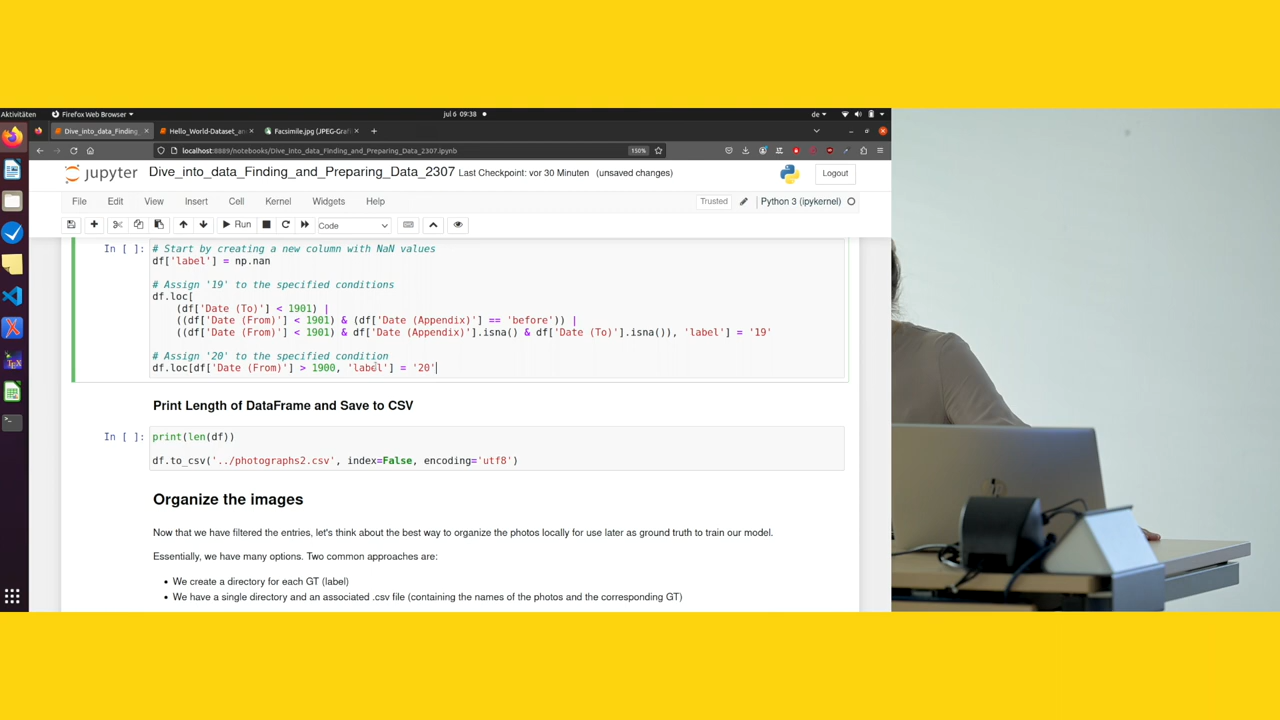 Aktivitäten
Firefox Web Browser
jul 6 09:38
de
Dive_into_data_Finding
Hello_World-Dataset_an
Facsimile.jpg (JPEG-Graf
localhost:8889/notebooks/Dive_into_data_Finding_and_Preparing_Data_2307.ipynb
150%
jupyter
Dive_into_data_Finding_and_Preparing_Data_2307 Last Checkpoint: vor 30 Minuten (unsaved changes)
Logout
File Edit View Insert Cell Kernel Widgets Help
Trusted
Python 3 (ipykernel)
Run
Code
In [ ]:
# Start by creating a new column with NaN values
df['label'] = np.nan
# Assign '19' to the specified conditions
df.loc[
(df['Date (To)'] < 1901) |
((df['Date (From)'] < 1901) & (df['Date (Appendix)'] == 'before')) |
((df['Date (From)'] < 1901) & df['Date (Appendix)'].isna() & df['Date (To)'].isna()), 'label'] = '19'
# Assign '20' to the specified condition
df.loc[df['Date (From)'] > 1900, 'label'] = '20'
Print Length of DataFrame and Save to CSV
In [ ]:
print(len(df))
df.to_csv('../photographs2.csv', index=False, encoding='utf8')
Organize the images
Now that we have filtered the entries, let's think about the best way to organize the photos locally for use later as ground truth to train our model.
Essentially, we have many options. Two common approaches are:
• We create a directory for each GT (label)
• We have a single directory and an associated .csv file (containing the names of the photos and the corresponding GT)